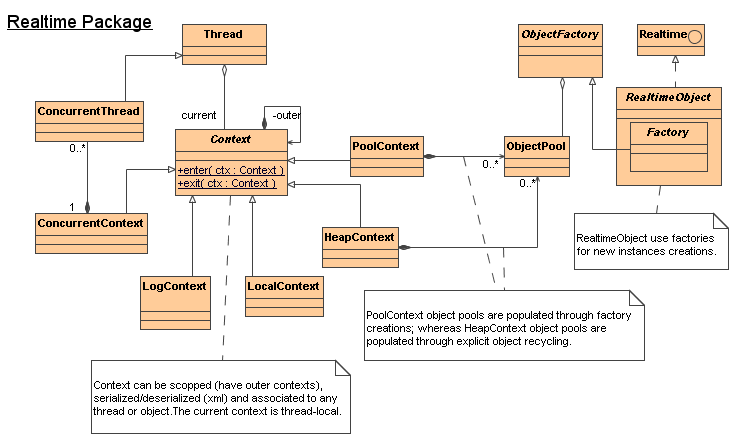 Realtime Package
Thread
ObjectFactory
Realtime
ConcurrentThread
current
-outer
RealtimeObject
Factory
0..*
Context
+enter( ctx : Context )
+exit( ctx : Context )
PoolContext
0..*
ObjectPool
0..*
1
ConcurrentContext
HeapContext
RealtimeObject use factories
for new instances creations.
LogContext
LocalContext
PoolContext object pools are populated through factory
creations; whereas HeapContext object pools are
populated through explicit object recycling.
Context can be scopped (have outer contexts),
serialized/deserialized (xml) and associated to any
thread or object.The current context is thread-local.